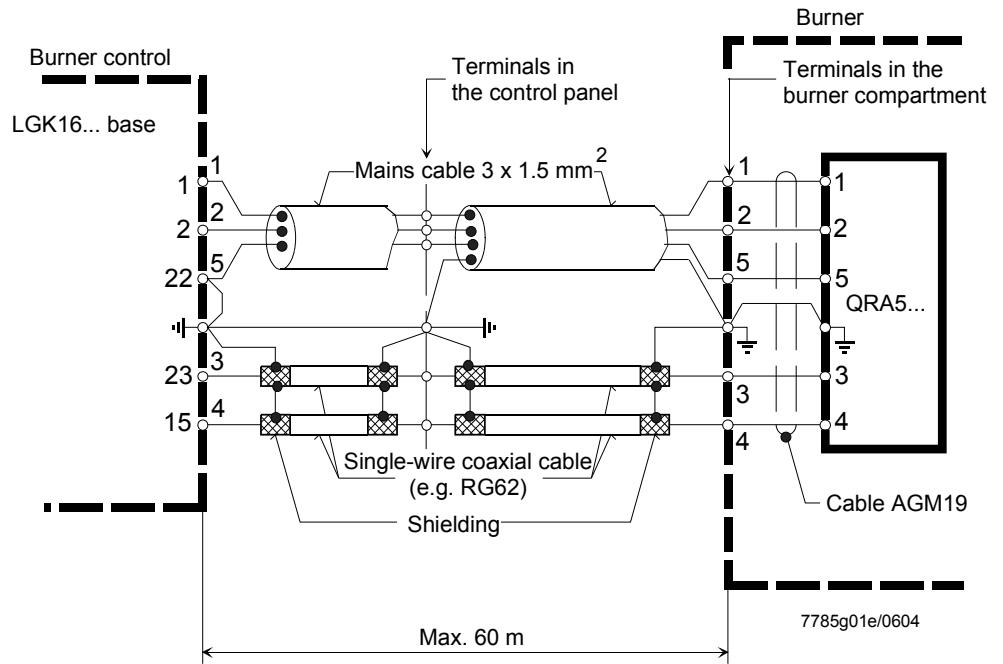 Burner
Burner control
Terminals in
the control panel
Terminals in the
burner compartment
LGK16... base
Mains cable 3 x 1.5 mm 2
1 1
2 2
22 5
23 3
15 4
1 1
2 2
5 5
3 3
4 4
QRA5...
Single-wire coaxial cable
(e.g. RG62)
Shielding
Cable AGM19
7785g01e/0604
Max. 60 m